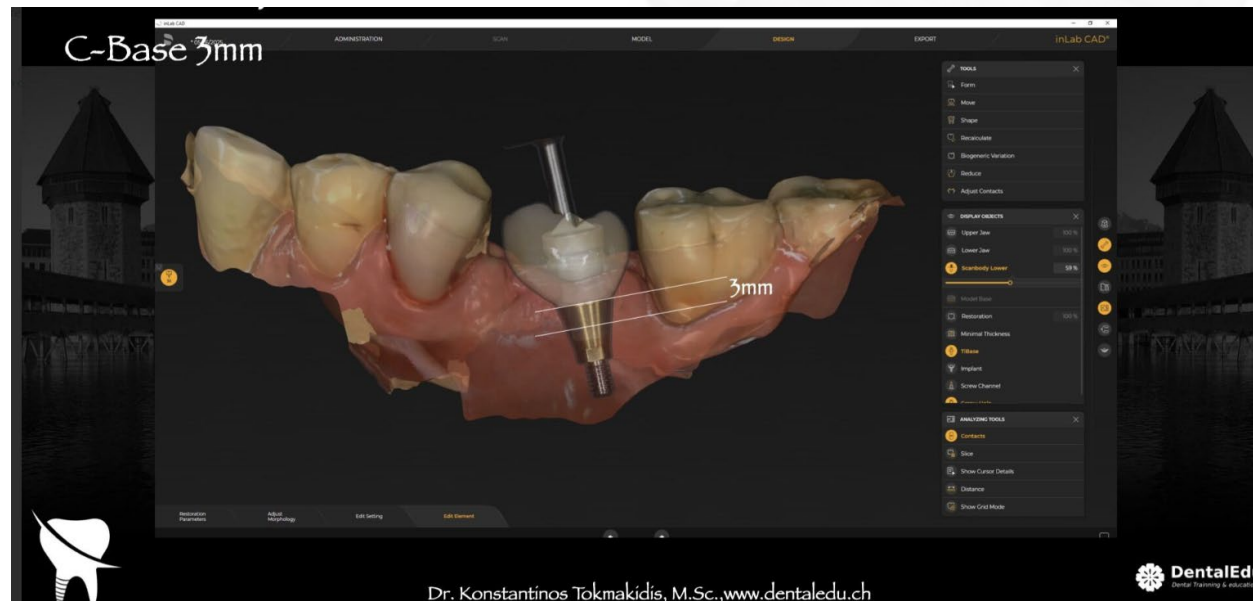 inLab CAD
C-Base 3mm
ADMINISTRATION
SCAN
MODEL
DESIGN
EXPORT
inLab CAD®
TOOLS
Form
Move
Shape
Recalculate
Biogeneric Variation
Reduce
Adjust Contacts
DISPLAY OBJECTS
Upper Jaw 100 %
Lower Jaw 100 %
Scanbody Lower 59 %
Model Base
Restoration 100 %
Minimal Thickness
TiBase
Implant
Screw Channel
3mm
ANALYZING TOOLS
Contacts
Slice
Show Cursor Details
Distance
Show Grid Mode
Restoration
Parameters
Adjust
Morphology
Edit Setting
Edit Element
Dr. Konstantinos Tokmakidis, M.Sc.,www.dentaledu.ch
DentalEdu
Dental Trainning & education